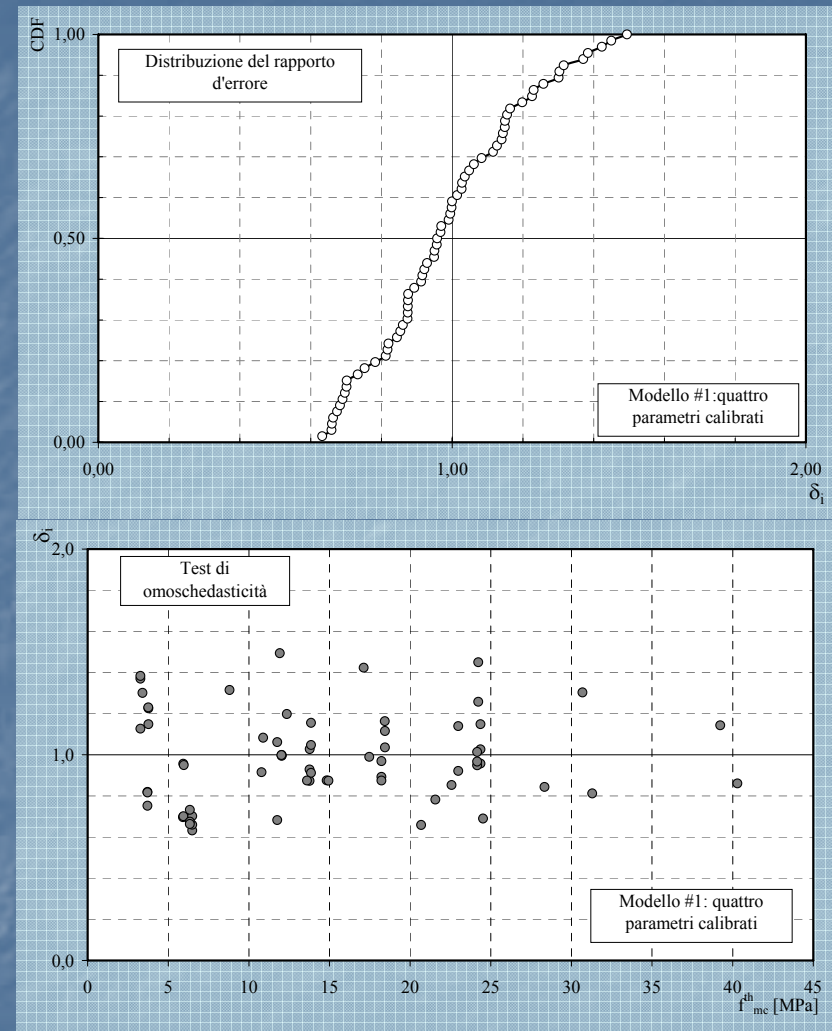 CDF
1,00
Distribuzione del rapporto
d'errore
0,50
Modello #1:quattro
parametri calibrati
0,00
0,00
1,00
2,00
δi
δi
2,0
Test di
omoschedasticità
1,0
Modello #1: quattro
parametri calibrati
0,0
0
5
10
15
20
25
30
35
40
45
f^th_mc [MPa]